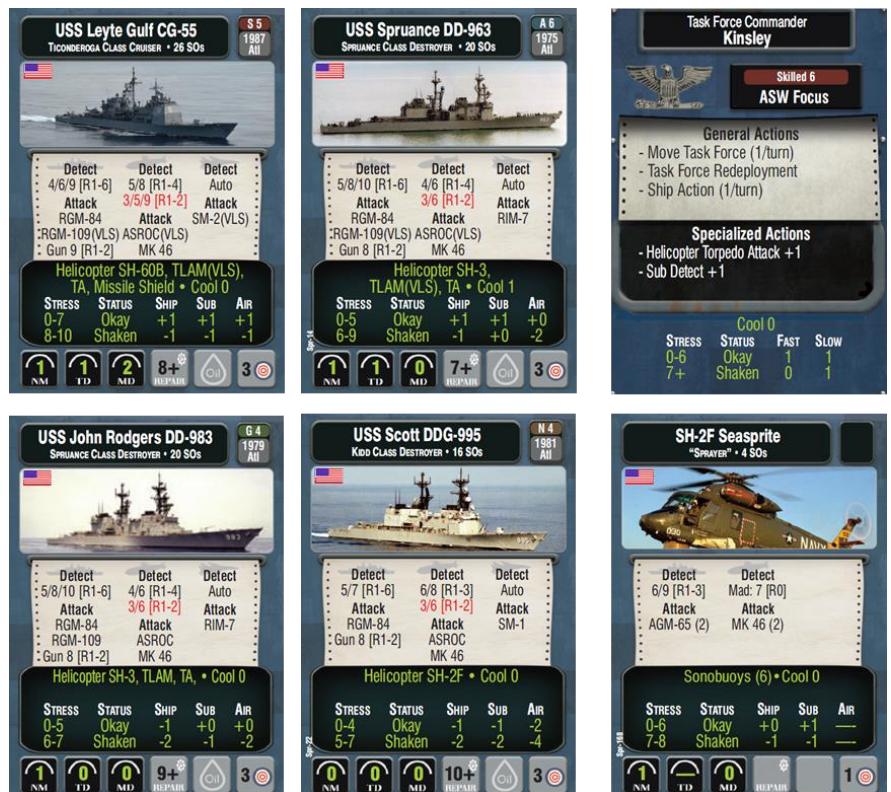 USS Leyte Gulf CG-55
TICONDEROGA CLASS CRUISER • 26 SOs
S 5
1987
Atl
Detect
4/6/9 [R1-6]
Attack
RGM-84
RGM-109(VLS)
Gun 9 [R1-2]
Detect
5/8 [R1-4]
3/5/9 [R1-2]
Attack
ASROC(VLS)
MK 46
Detect
Auto
Attack
SM-2(VLS)
Helicopter SH-60B, TLAM(VLS),
TA, Missile Shield • Cool 0
STRESS STATUS SHIP SUB AIR
0-7 Okay +1 +1 +1
8-10 Shaken -1 -1 -1
1 NM
1 TD
2 MD
8+ REPAIR
Oil
3
USS Spruance DD-963
SPRUANCE CLASS DESTROYER • 20 SOs
A 6
1975
Atl
Detect
5/8/10 [R1-6]
Attack
RGM-84
RGM-109(VLS)
Gun 8 [R1-2]
Detect
4/6 [R1-4]
3/6 [R1-2]
Attack
ASROC(VLS)
MK 46
Detect
Auto
Attack
RIM-7
Helicopter SH-3,
TLAM(VLS), TA • Cool 1
STRESS STATUS SHIP SUB AIR
0-5 Okay +1 +1 +0
6-9 Shaken -1 +0 -2
Spr-14
1 NM
1 TD
0 MD
7+ REPAIR
Oil
3
Task Force Commander
Kinsley
Skilled 6
ASW Focus
General Actions
- Move Task Force (1/turn)
- Task Force Redeployment
- Ship Action (1/turn)
Specialized Actions
- Helicopter Torpedo Attack +1
- Sub Detect +1
Cool 0
STRESS STATUS FAST SLOW
0-6 Okay 1 1
7+ Shaken 0 1
USS John Rodgers DD-983
SPRUANCE CLASS DESTROYER • 20 SOs
G 4
1979
Atl
983
Detect
5/8/10 [R1-6]
Attack
RGM-84
RGM-109
Gun 8 [R1-2]
Detect
4/6 [R1-4]
3/6 [R1-2]
Attack
ASROC
MK 46
Detect
Auto
Attack
RIM-7
Helicopter SH-3, TLAM, TA, • Cool 0
STRESS STATUS SHIP SUB AIR
0-5 Okay -1 +0 +0
6-7 Shaken -2 -1 -2
1 NM
0 TD
0 MD
9+ REPAIR
Oil
3
USS Scott DDG-995
KIDD CLASS DESTROYER • 16 SOs
N 4
1981
Atl
Detect
5/7 [R1-6]
Attack
RGM-84
Gun 8 [R1-2]
Detect
6/8 [R1-3]
3/6 [R1-2]
Attack
ASROC
MK 46
Detect
Auto
Attack
SM-1
Helicopter SH-2F • Cool 0
STRESS STATUS SHIP SUB AIR
0-4 Okay -1 -1 -2
5-7 Shaken -2 -2 -4
Spr-22
0 NM
0 TD
0 MD
10+ REPAIR
Oil
3
SH-2F Seasprite
"SPRAYER" • 4 SOs
030
NAVY
Detect
6/9 [R1-3]
Attack
AGM-65 (2)
Detect
Mad: 7 [R0]
Attack
MK 46 (2)
Sonobuoys (6)•Cool 0
STRESS STATUS SHIP SUB AIR
0-6 Okay +0 +1 —-
7-8 Shaken -1 -1 —-
Spr-168
1 NM
— TD
0 MD
REPAIR
1